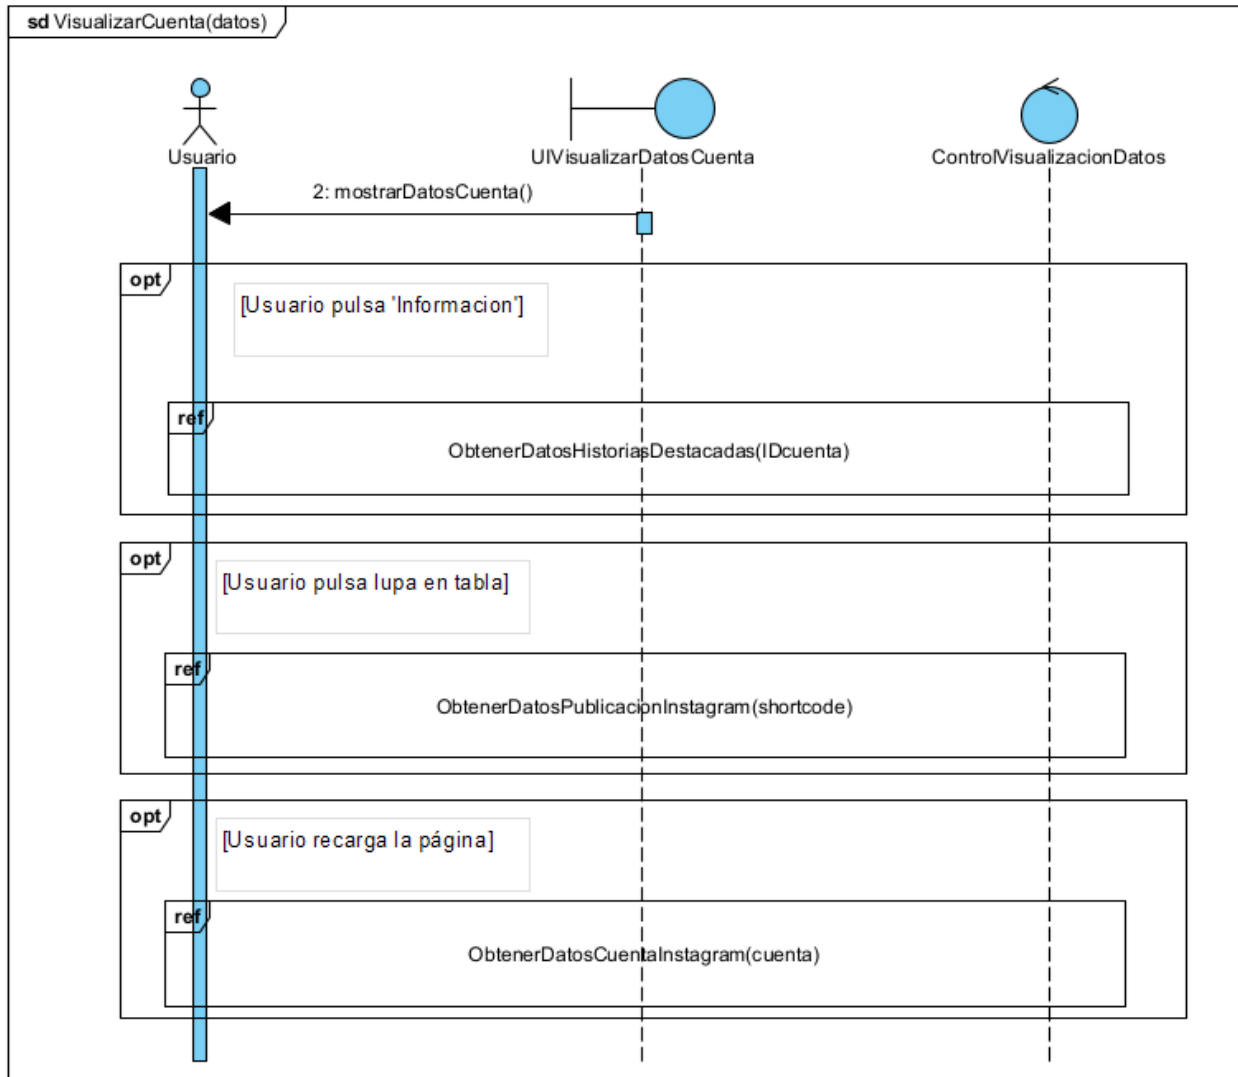 sd VisualizarCuenta(datos)
Usuario
UIVisualizarDatosCuenta
ControlVisualizacionDatos
2: mostrarDatosCuenta()
opt
[Usuario pulsa 'Informacion']
ref
ObtenerDatosHistoriasDestacadas(IDcuenta)
opt
[Usuario pulsa lupa en tabla]
ref
ObtenerDatosPublicacionInstagram(shortcode)
opt
[Usuario recarga la página]
ref
ObtenerDatosCuentaInstagram(cuenta)